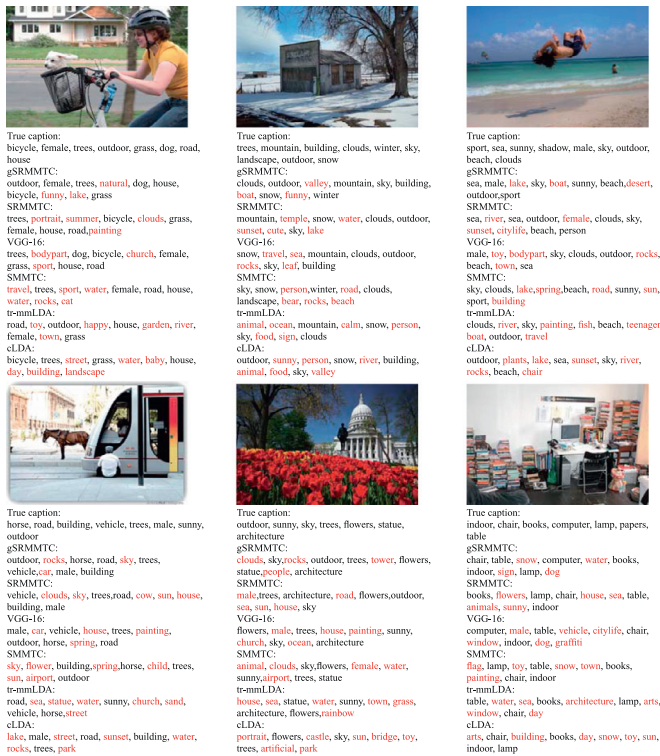 True caption:
bicycle, female, trees, outdoor, grass, dog, road,
house
gSRMMTC:
outdoor, female, trees, natural, dog, house,
bicycle, funny, lake, grass
SRMMTC:
trees, portrait, summer, bicycle, clouds, grass,
female, house, road,painting
VGG-16:
trees, bodypart, dog, bicycle, church, female,
grass, sport, house, road
SMMTC:
travel, trees, sport, water, female, road, house,
water, rocks, cat
tr-mmLDA:
road, toy, outdoor, happy, house, garden, river,
female, town, grass
cLDA:
bicycle, trees, street, grass, water, baby, house,
day, building, landscape
True caption:
trees, mountain, building, clouds, winter, sky,
landscape, outdoor, snow
gSRMMTC:
clouds, outdoor, valley, mountain, sky, building,
boat, snow, funny, winter
SRMMTC:
mountain, temple, snow, water, clouds, outdoor,
sunset, cute, sky, lake
VGG-16:
snow, travel, sea, mountain, clouds, outdoor,
rocks, sky, leaf, building
SMMTC:
sky, snow, person,winter, road, clouds,
landscape, bear, rocks, beach
tr-mmLDA:
animal, ocean, mountain, calm, snow, person,
sky, food, sign, clouds
cLDA:
outdoor, sunny, person, snow, river, building,
animal, food, sky, valley
True caption:
sport, sea, sunny, shadow, male, sky, outdoor,
beach, clouds
gSRMMTC:
sea, male, lake, sky, boat, sunny, beach,desert,
outdoor,sport
SRMMTC:
sea, river, sea, outdoor, female, clouds, sky,
sunset, citylife, beach, person
VGG-16:
male, toy, bodypart, sky, clouds, outdoor, rocks,
beach, town, sea
SMMTC:
sky, clouds, lake,spring,beach, road, sunny, sun,
sport, building
tr-mmLDA:
clouds, river, sky, painting, fish, beach, teenager
boat, outdoor, travel
cLDA:
outdoor, plants, lake, sea, sunset, sky, river,
rocks, beach, chair
True caption:
horse, road, building, vehicle, trees, male, sunny,
outdoor
gSRMMTC:
outdoor, rocks, horse, road, sky, trees,
vehicle,car, male, building
SRMMTC:
vehicle, clouds, sky, trees,road, cow, sun, house,
building, male
VGG-16:
male, car, vehicle, house, trees, painting,
outdoor, horse, spring, road
SMMTC:
sky, flower, building,spring,horse, child, trees,
sun, airport, outdoor
tr-mmLDA:
road, sea, statue, water, sunny, church, sand,
vehicle, horse,street
cLDA:
lake, male, street, road, sunset, building, water,
rocks, trees, park
True caption:
outdoor, sunny, sky, trees, flowers, statue,
architecture
gSRMMTC:
clouds, sky,rocks, outdoor, trees, tower, flowers,
statue,people, architecture
SRMMTC:
male,trees, architecture, road, flowers,outdoor,
sea, sun, house, sky
VGG-16:
flowers, male, trees, house, painting, sunny,
church, sky, ocean, architecture
SMMTC:
animal, clouds, sky,flowers, female, water,
sunny,airport, trees, statue
tr-mmLDA:
house, sea, statue, water, sunny, town, grass,
architecture, flowers,rainbow
cLDA:
portrait, flowers, castle, sky, sun, bridge, toy,
trees, artificial, park
True caption:
indoor, chair, books, computer, lamp, papers,
table
gSRMMTC:
chair, table, snow, computer, water, books,
indoor, sign, lamp, dog
SRMMTC:
books, flowers, lamp, chair, house, sea, table,
animals, sunny, indoor
VGG-16:
computer, male, table, vehicle, citylife, chair,
window, indoor, dog, graffiti
SMMTC:
flag, lamp, toy, table, snow, town, books,
painting, chair, indoor
tr-mmLDA:
table, water, sea, books, architecture, lamp, arts,
window, chair, day
cLDA:
arts, chair, building, books, day, snow, toy, sun,
indoor, lamp